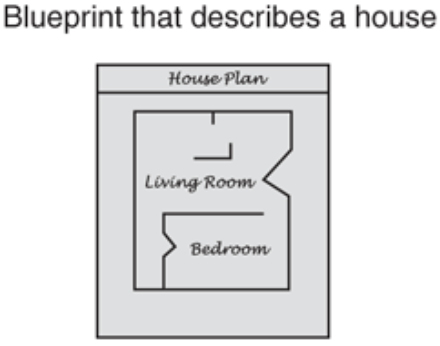 Blueprint that describes a house
House Plan
Living Room
Bedroom